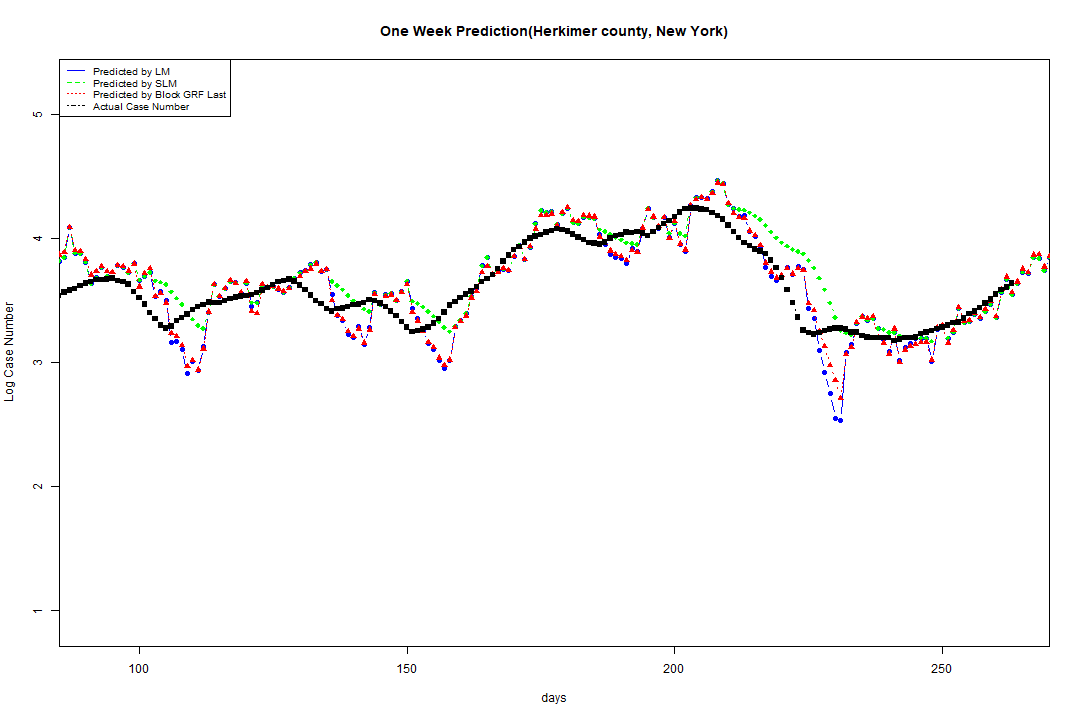 One Week Prediction(Herkimer county, New York)
Predicted by LM
Predicted by SLM
Predicted by Block GRF Last
Actual Case Number
5
4
3
2
1
Log Case Number
100 150 200 250
days